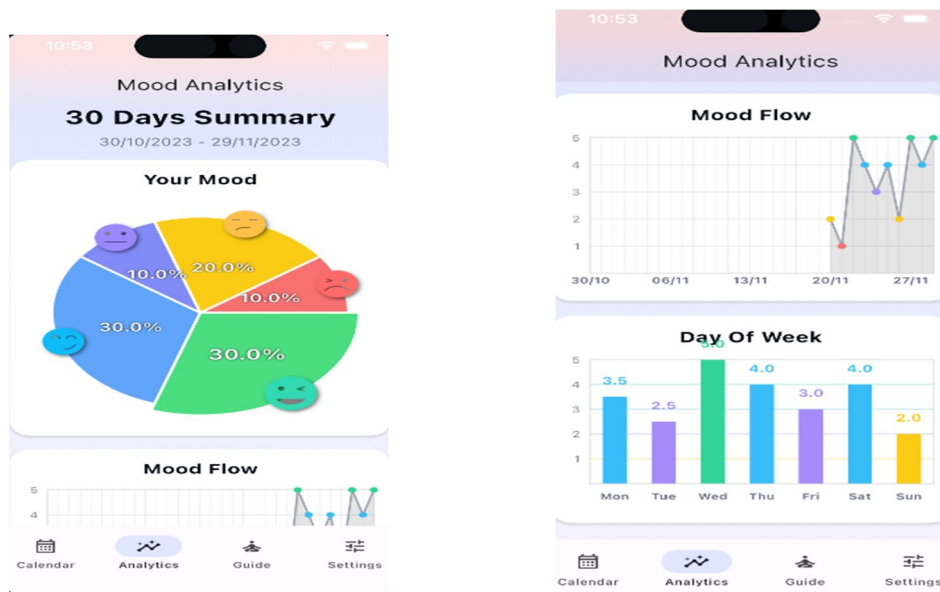 10:53
Mood Analytics
30 Days Summary
30/10/2023 - 29/11/2023
Your Mood
10.0%
20.0%
10.0%
30.0%
30.0%
Mood Flow
5
4
Calendar Analytics Guide Settings
10:53
Mood Analytics
Mood Flow
5
4
3
2
1
30/10 06/11 13/11 20/11 27/11
Day Of Week
5
4
3
2
1
3.5 2.5 5.0 4.0 3.0 4.0 2.0
Mon Tue Wed Thu Fri Sat Sun
Calendar Analytics Guide Settings